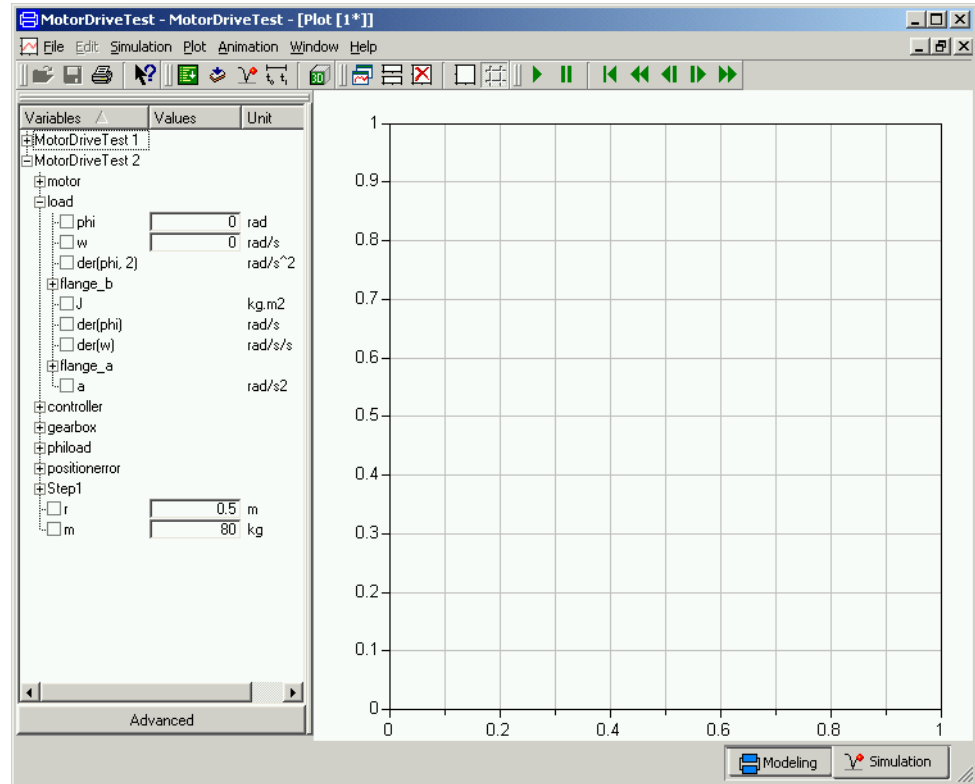 MotorDriveTest - MotorDriveTest - [Plot [1*]]
File Edit Simulation Plot Animation Window Help
3D
Variables Values Unit
MotorDriveTest 1
MotorDriveTest 2
motor
load
phi 0 rad
w 0 rad/s
der(phi, 2) rad/s^2
flange_b
J kg.m2
der(phi) rad/s
der(w) rad/s/s
flange_a
a rad/s2
controller
gearbox
phiload
positionerror
Step1
r 0.5 m
m 80 kg
Advanced
1
0.9
0.8
0.7
0.6
0.5
0.4
0.3
0.2
0.1
0
0 0.2 0.4 0.6 0.8 1
Modeling Simulation